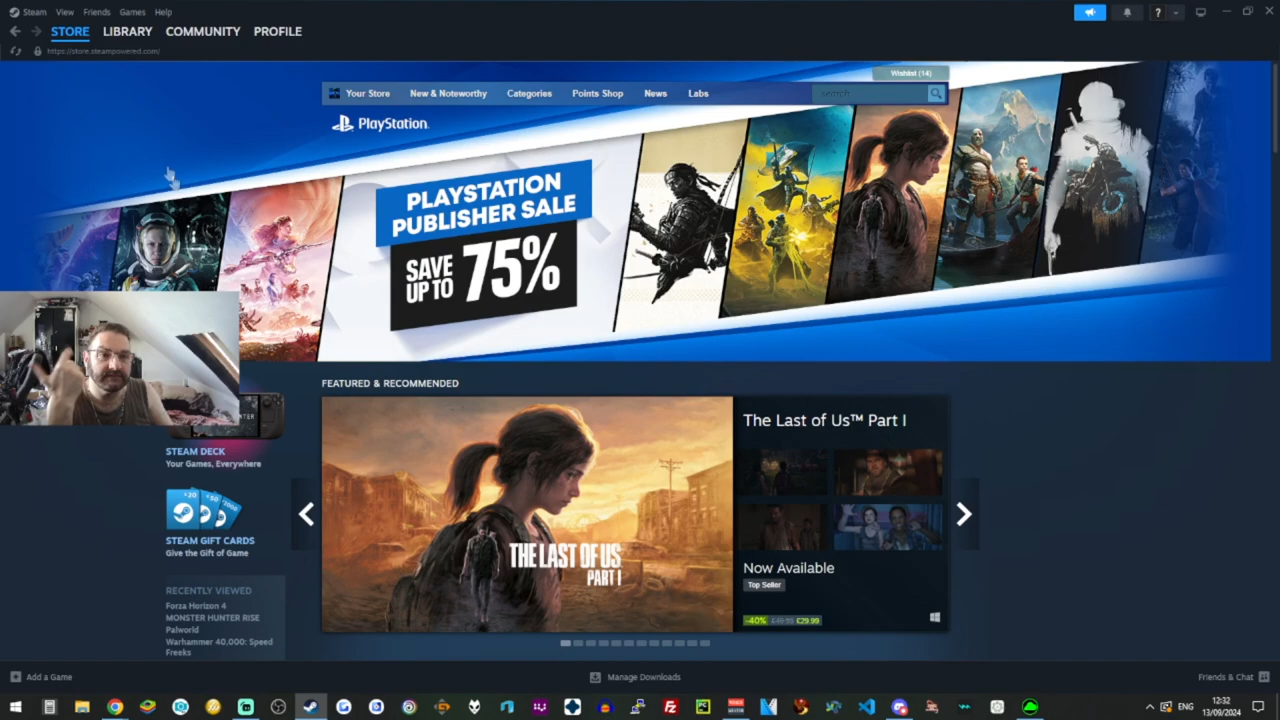 Steam View Friends Games Help
STORE LIBRARY COMMUNITY PROFILE
https://store.steampowered.com/
Wishlist (14)
Your Store New & Noteworthy Categories Points Shop News Labs search
PlayStation.
PLAYSTATION
PUBLISHER SALE
SAVE
UP TO 75%
FEATURED & RECOMMENDED
STEAM DECK
Your Games, Everywhere
STEAM GIFT CARDS
Give the Gift of Game
RECENTLY VIEWED
Forza Horizon 4
MONSTER HUNTER RISE
Palworld
Warhammer 40,000: Speed
Freeks
THE LAST OF US
PART I
The Last of Us™ Part I
Now Available
Top Seller
-40% £49.99 £29.99
Add a Game Manage Downloads Friends & Chat
ENG
12:32
13/09/2024